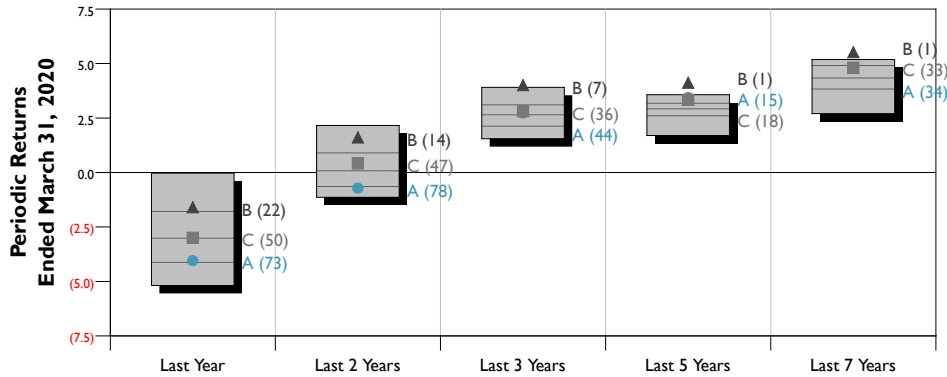 Periodic Returns
Ended March 31, 2020
7.5
5.0
2.5
0.0
(2.5)
(5.0)
(7.5)
B (22)
C (50)
A (73)
B (14)
C (47)
A (78)
B (7)
C (36)
A (44)
B (1)
A (15)
C (18)
B (1)
C (33)
A (34)
Last Year
Last 2 Years
Last 3 Years
Last 5 Years
Last 7 Years